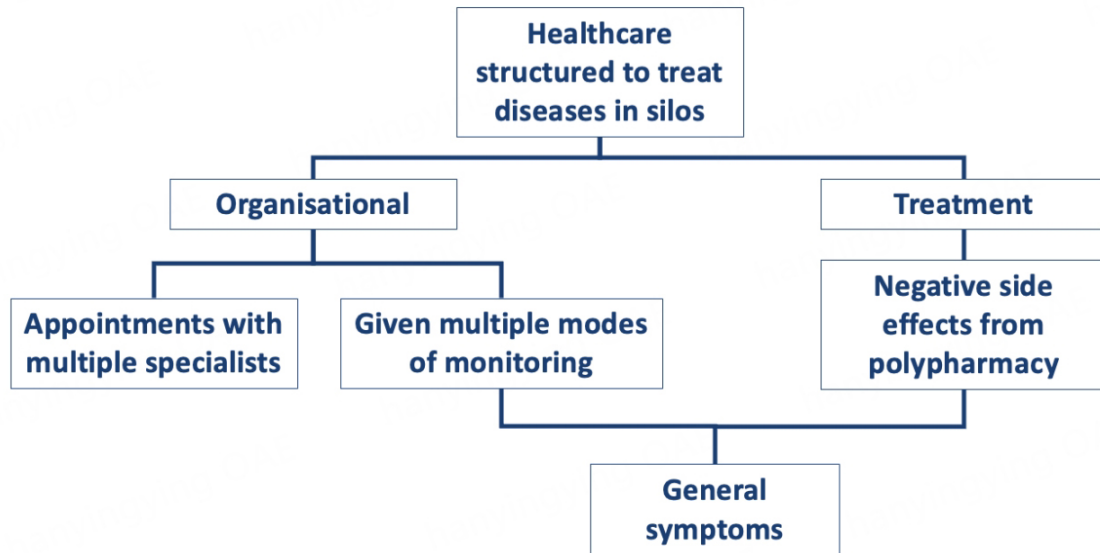 Healthcare
structured to treat
diseases in silos
Organisational
Treatment
Appointments with
multiple specialists
Given multiple modes
of monitoring
Negative side
effects from
polypharmacy
General
symptoms